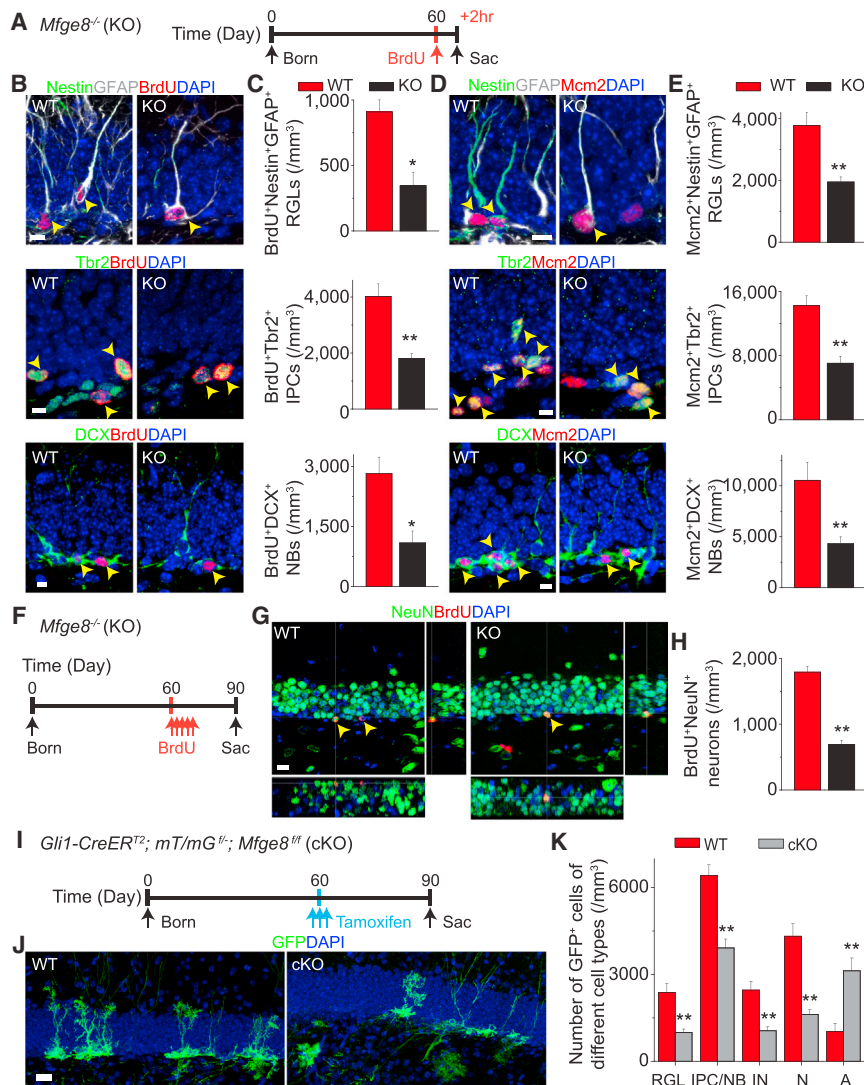 A
Mfge8-/- (KO)
Time (Day)
0
60
+2hr
Born
BrdU
Sac
B
NestinGFAPBrdUDAPI
WT
KO
C
WT
KO
1,000
500
0
*
BrdU+Nestin+GFAP+
RGLs (/mm3)
D
NestinGFAPMcm2DAPI
WT
KO
E
4,000
2,000
0
**
Mcm2+Nestin+GFAP+
RGLs (/mm3)
Tbr2BrdUDAPI
WT
KO
4,000
2,000
0
**
BrdU+Tbr2+
IPCs (/mm3)
Tbr2Mcm2DAPI
WT
KO
16,000
8,000
0
**
Mcm2+Tbr2+
IPCs (/mm3)
DCXBrdUDAPI
WT
KO
3,000
1,500
0
*
BrdU+DCX+
NBs (/mm3)
DCXMcm2DAPI
WT
KO
10,000
5,000
0
**
Mcm2+DCX+
NBs (/mm3)
F
Mfge8-/- (KO)
Time (Day)
0
60
90
Born
BrdU
Sac
G
NeuNBrdUDAPI
WT
KO
H
2,000
1,000
0
**
BrdU+NeuN+
neurons (/mm3)
I
Gli1-CreERT2; mT/mG f/-; Mfge8 f/f (cKO)
Time (Day)
0
60
90
Born
Tamoxifen
Sac
J
GFPDAPI
WT
cKO
K
WT
cKO
6000
3000
0
**
**
**
**
**
Number of GFP+ cells of
different cell types (/mm3)
RGL
IPC/NB
IN
N
A